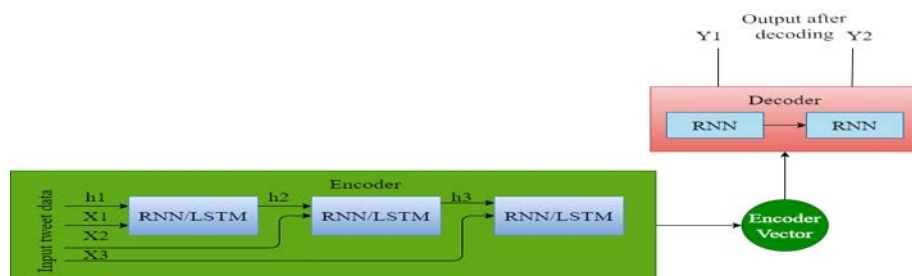 Output after
decoding
Y1
Y2
Decoder
RNN
RNN
Encoder
Input tweet data
h1
X1
X2
X3
RNN/LSTM
h2
RNN/LSTM
h3
RNN/LSTM
Encoder
Vector